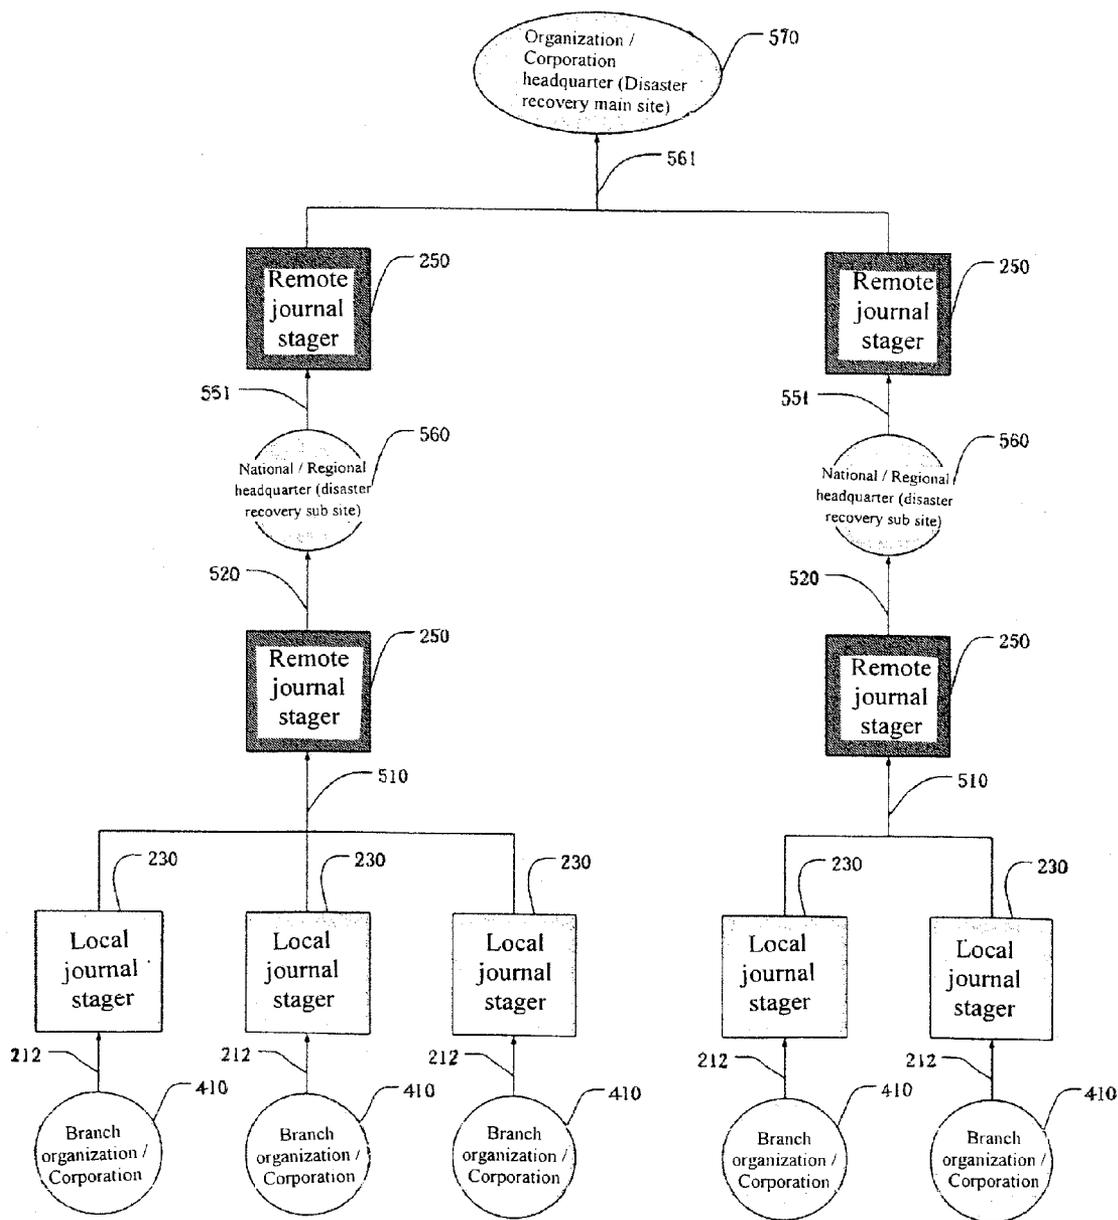 Organization /
Corporation
headquarter (Disaster
recovery main site)
570
561
Remote
journal
stager
250
Remote
journal
stager
250
551
551
National / Regional
headquarter (disaster
recovery sub site)
560
National / Regional
headquarter (disaster
recovery sub site)
560
520
520
Remote
journal
stager
250
Remote
journal
stager
250
510
510
230
230
230
230
230
Local
journal
stager
Local
journal
stager
Local
journal
stager
Local
journal
stager
Local
journal
stager
212
212
212
212
212
410
410
410
410
410
Branch
organization /
Corporation
Branch
organization /
Corporation
Branch
organization /
Corporation
Branch
organization /
Corporation
Branch
organization /
Corporation